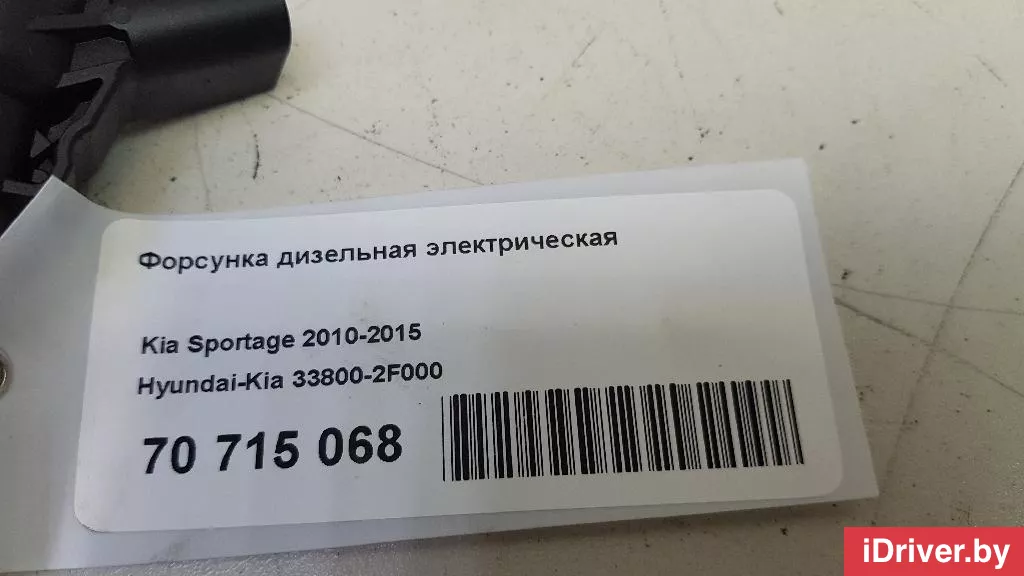 Форсунка дизельная электрическая
Kia Sportage 2010-2015
Hyundai-Kia 33800-2F000
70 715 068
iDriver.by